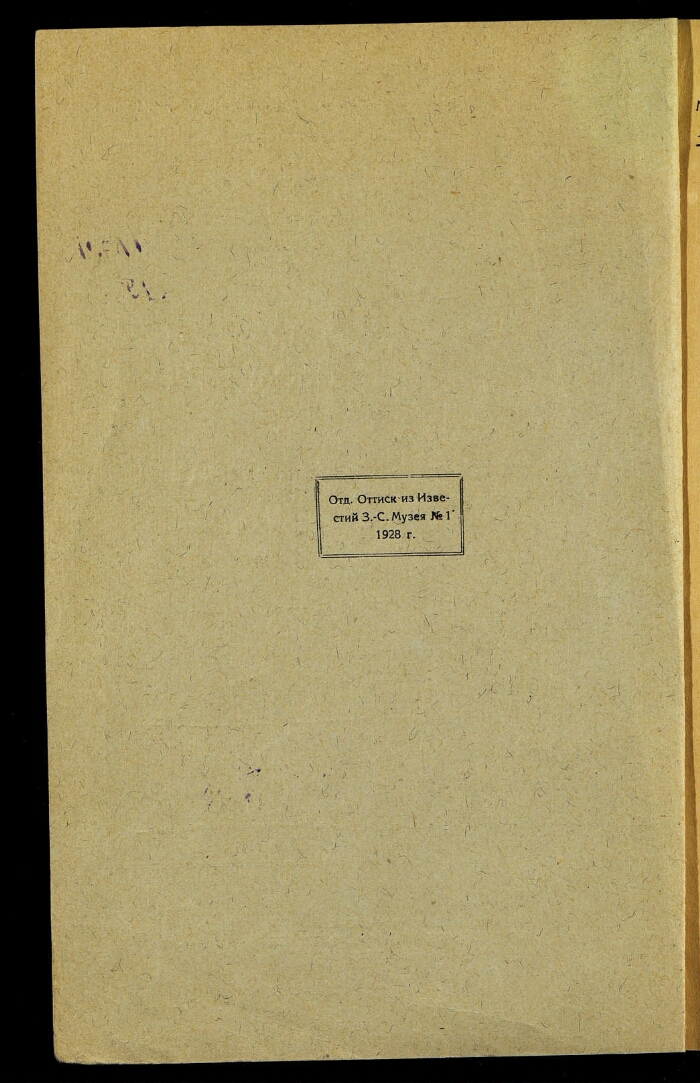 Отд. Оттиск из Изве-
стий З.-С. Музея № 1
1928 г.